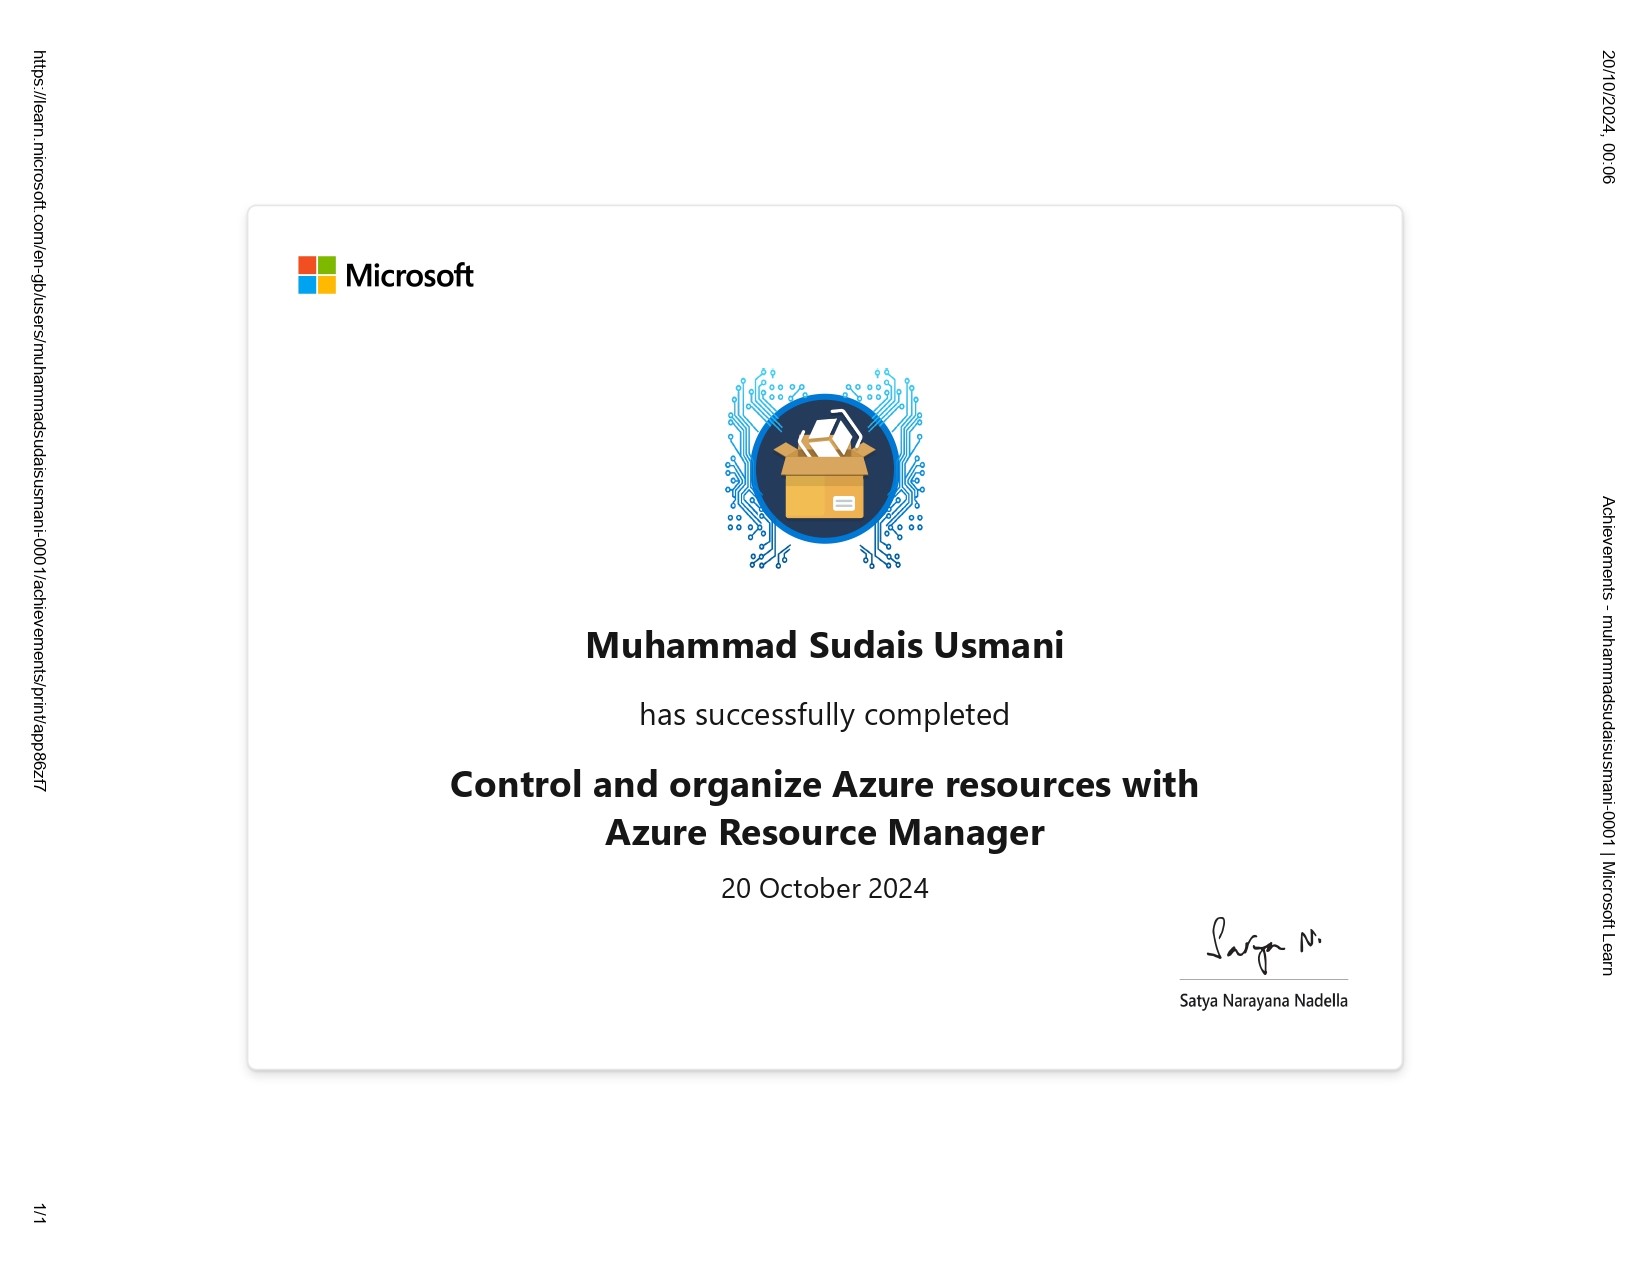 20/10/2024, 00:06
Achievements - muhammadsudaisusmani-0001 | Microsoft Learn
Microsoft
Muhammad Sudais Usmani
has successfully completed
Control and organize Azure resources with
Azure Resource Manager
20 October 2024
Satya N.
Satya Narayana Nadella
https://learn.microsoft.com/en-gb/users/muhammadsudaisusmani-0001/achievements/print/app86zf7
1/1